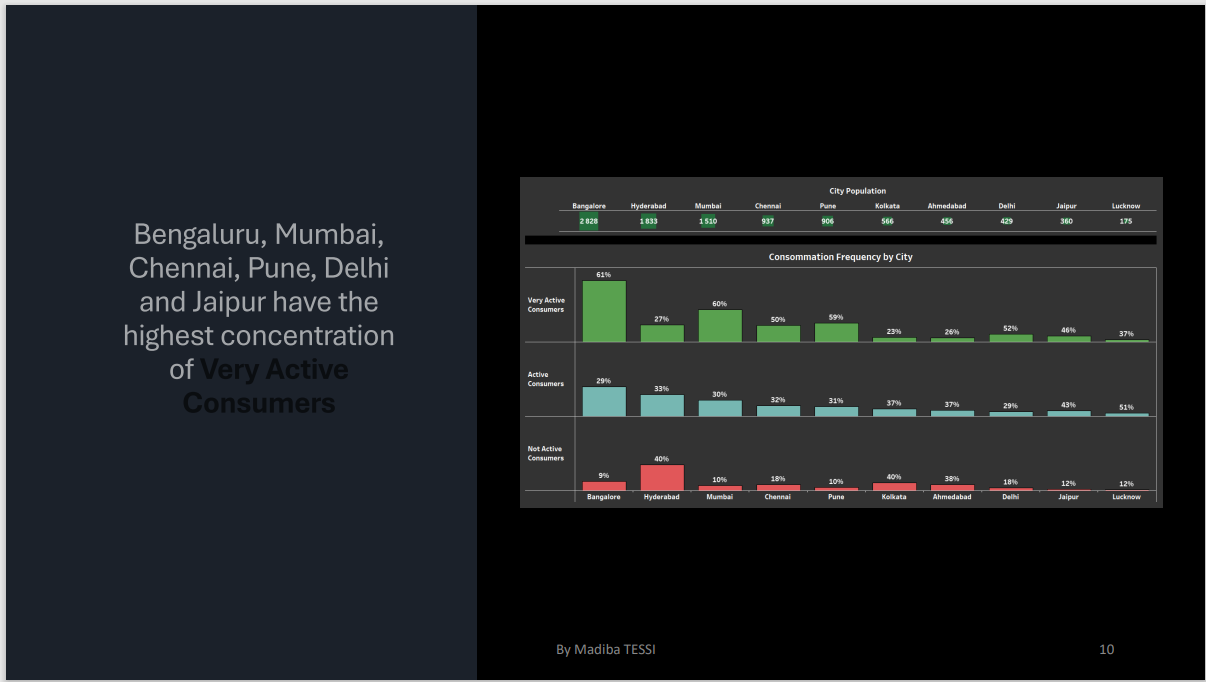 Bengaluru, Mumbai,
Chennai, Pune, Delhi
and Jaipur have the
highest concentration
of Very Active
Consumers
City Population
Bangalore Hyderabad Mumbai Chennai Pune Kolkata Ahmedabad Delhi Jaipur Lucknow
2 828 1 833 1 510 937 906 566 456 429 360 175
Consommation Frequency by City
Very Active
Consumers
61% 27% 60% 50% 59% 23% 26% 52% 46% 37%
Active
Consumers
29% 33% 30% 32% 31% 37% 37% 29% 43% 51%
Not Active
Consumers
9% 40% 10% 18% 10% 40% 38% 18% 12% 12%
Bangalore Hyderabad Mumbai Chennai Pune Kolkata Ahmedabad Delhi Jaipur Lucknow
By Madiba TESSI 10